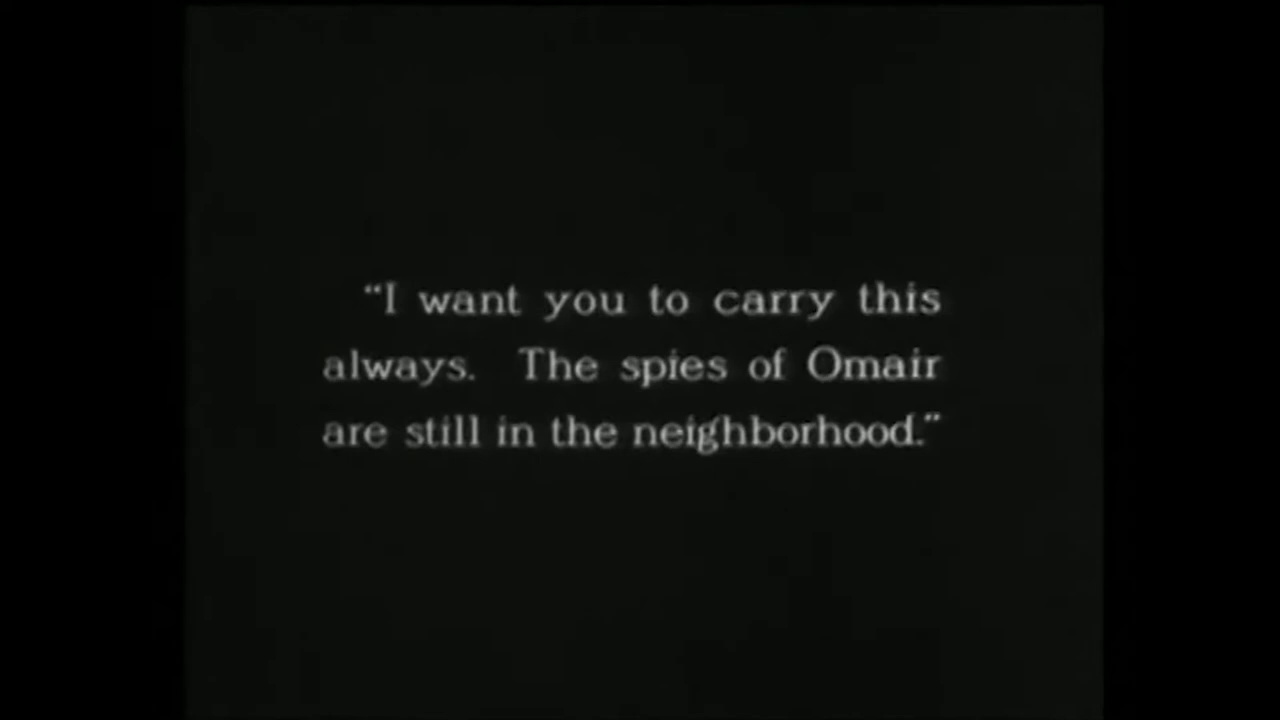 “I want you to carry this
always. The spies of Omair
are still in the neighborhood.”